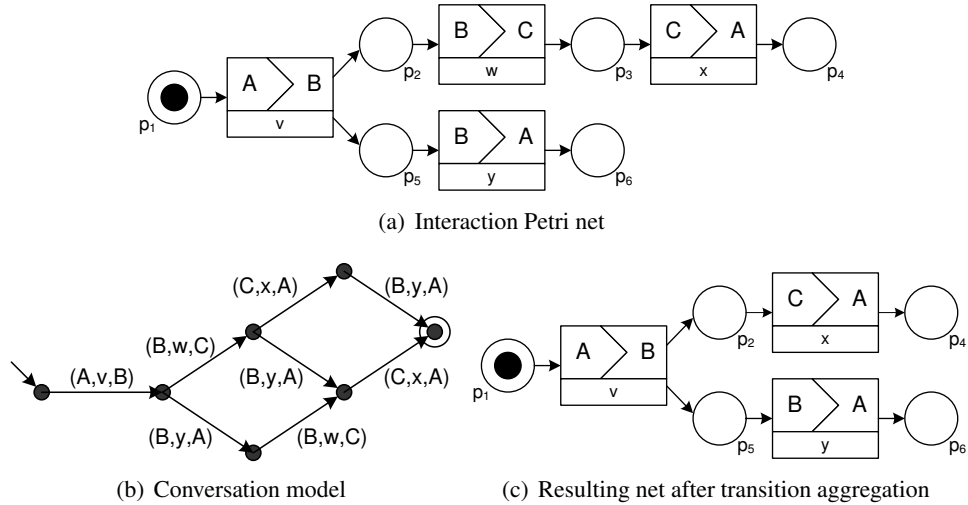 B C
w
C A
x
p2
p3
p4
A B
v
p1
B A
y
p5
p6
(a) Interaction Petri net
(C,x,A)
(B,y,A)
(B,w,C)
(B,y,A)
(C,x,A)
(A,v,B)
(B,y,A)
(B,w,C)
(b) Conversation model
C A
x
p2
p4
A B
v
p1
B A
y
p5
p6
(c) Resulting net after transition aggregation